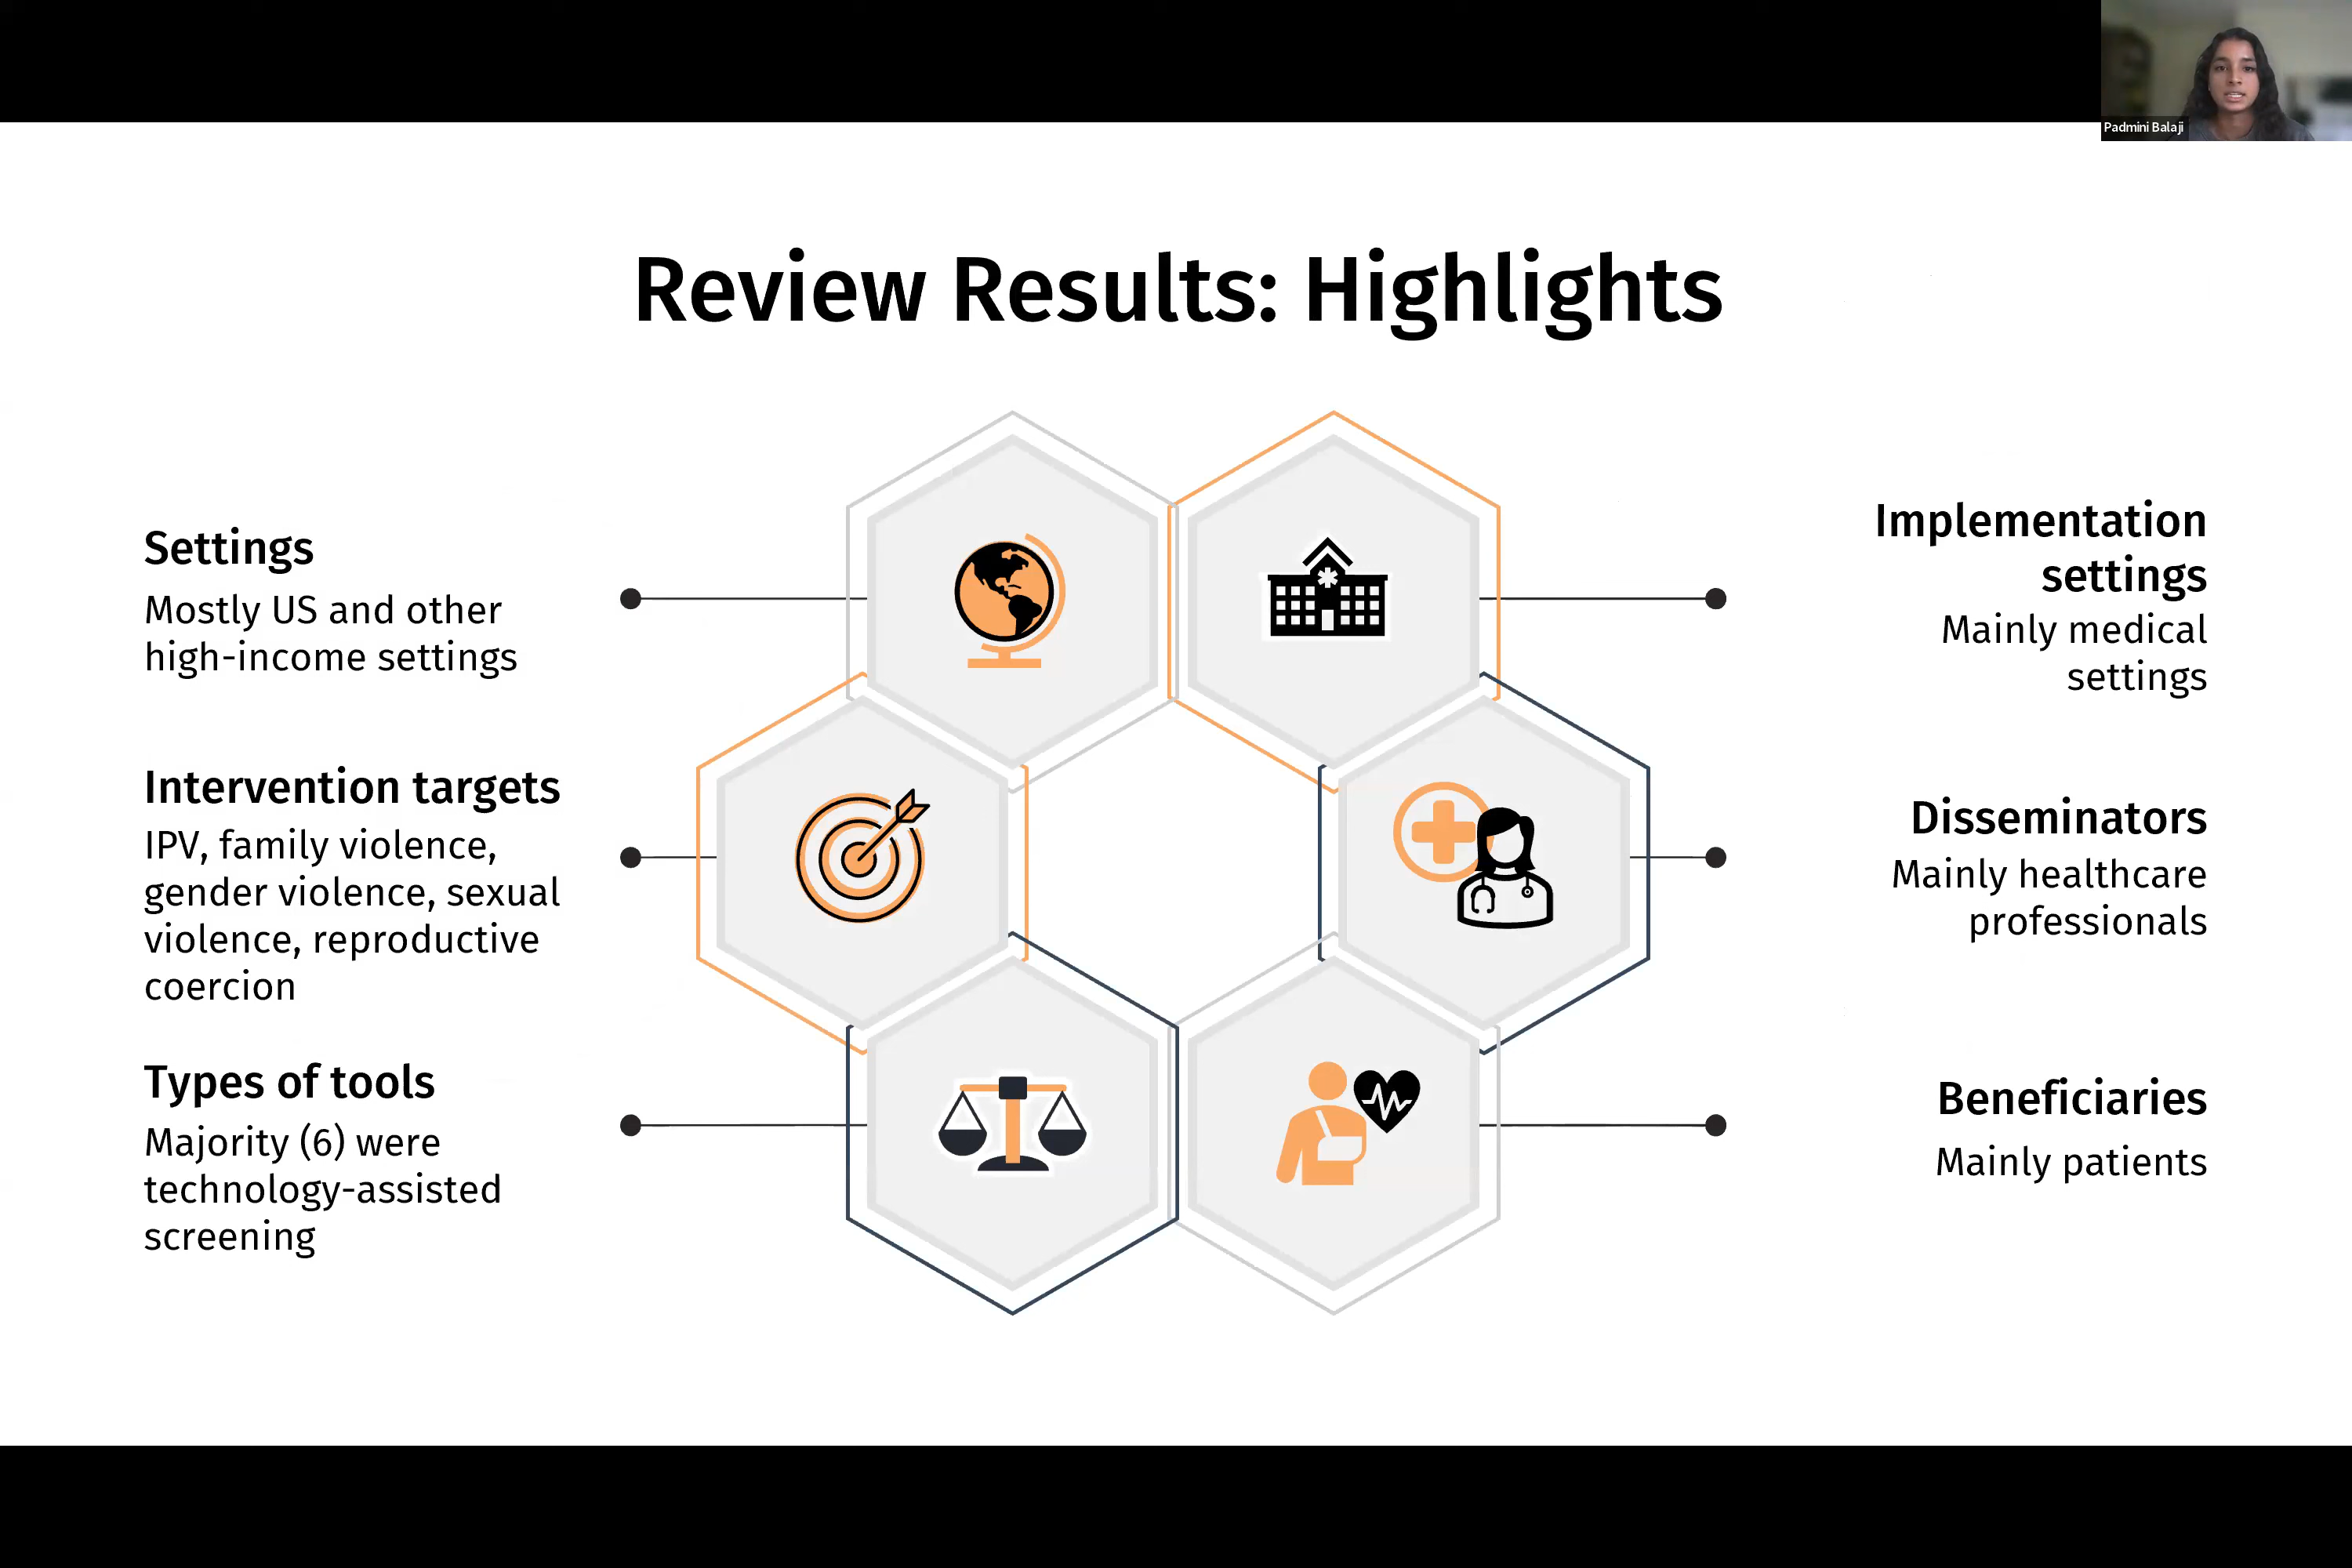 Padmini Balaji
Review Results: Highlights
Settings
Mostly US and other
high-income settings
Intervention targets
IPV, family violence,
gender violence, sexual
violence, reproductive
coercion
Types of tools
Majority (6) were
technology-assisted
screening
Implementation
settings
Mainly medical
settings
Disseminators
Mainly healthcare
professionals
Beneficiaries
Mainly patients